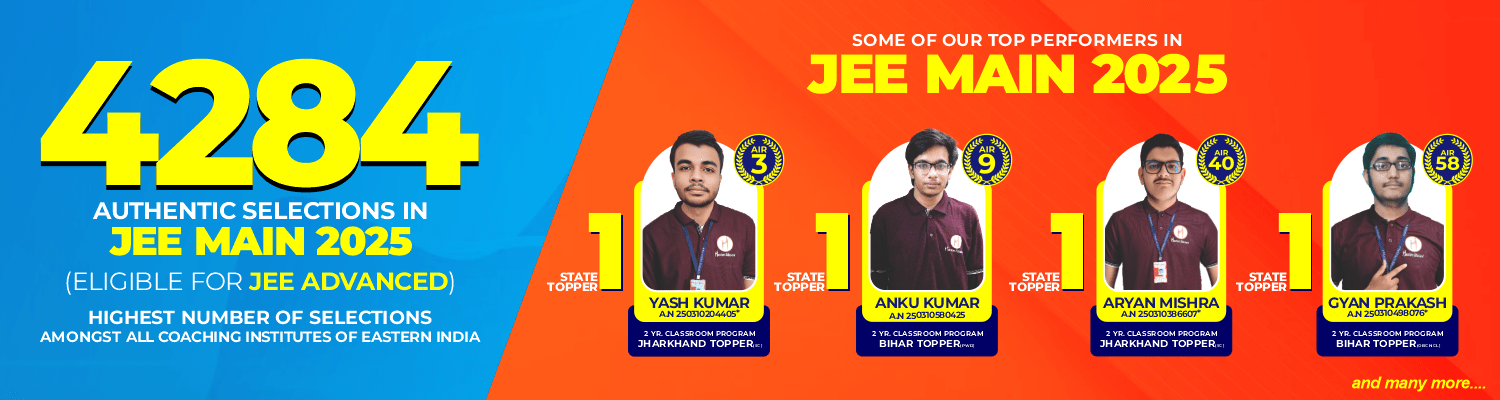 4284
AUTHENTIC SELECTIONS IN
JEE MAIN 2025
(ELIGIBLE FOR JEE ADVANCED)
HIGHEST NUMBER OF SELECTIONS
AMONGST ALL COACHING INSTITUTES OF EASTERN INDIA
SOME OF OUR TOP PERFORMERS IN
JEE MAIN 2025
AIR
3
1
STATE
TOPPER
YASH KUMAR
A.N 250310204405*
2 YR. CLASSROOM PROGRAM
JHARKHAND TOPPER(SC)
AIR
9
1
STATE
TOPPER
ANKU KUMAR
A.N 250310580425
2 YR. CLASSROOM PROGRAM
BIHAR TOPPER(PWD)
AIR
40
1
STATE
TOPPER
ARYAN MISHRA
A.N 250310386607*
2 YR. CLASSROOM PROGRAM
JHARKHAND TOPPER
AIR
58
1
STATE
TOPPER
GYAN PRAKASH
A.N 250310498076*
2 YR. CLASSROOM PROGRAM
BIHAR TOPPER(OBC NCL)
and many more....